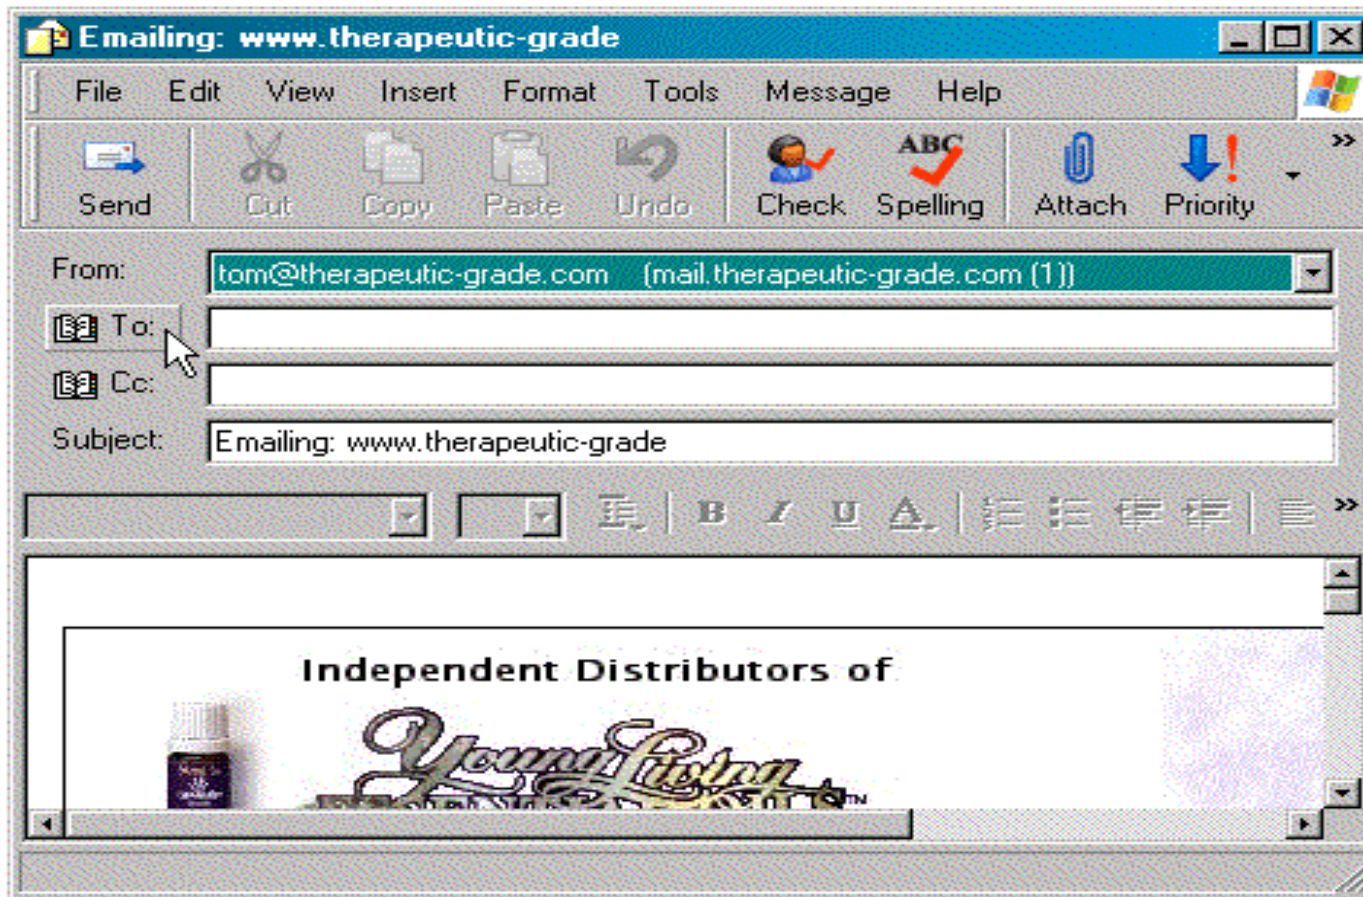 Emailing: www.therapeutic-grade
File Edit View Insert Format Tools Message Help
ABC
Send Cut Copy Paste Undo Check Spelling Attach Priority
From: tom@therapeutic-grade.com (mail.therapeutic-grade.com (1))
To:
Cc:
Subject: Emailing: www.therapeutic-grade
B I U A
Independent Distributors of
Young Living